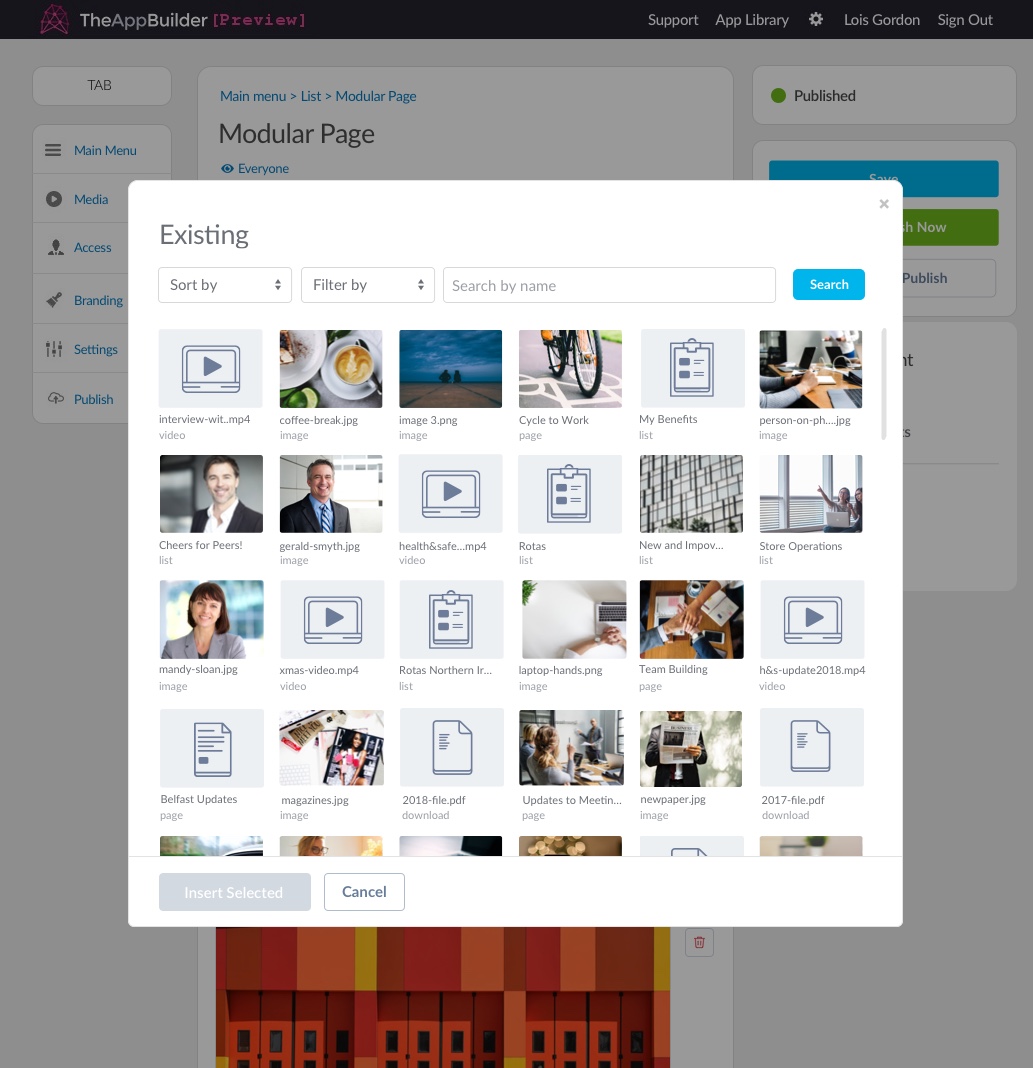 TheAppBuilder [Preview]
Support App Library Lois Gordon Sign Out
TAB
Main Menu
Media
Access
Branding
Settings
Publish
Main menu > List > Modular Page
Modular Page
Everyone
Published
Save
sh Now
Publish
nt
ts
×
Existing
Sort by
Filter by
Search by name
Search
interview-wit..mp4
video
coffee-break.jpg
image
image 3.png
image
Cycle to Work
page
My Benefits
list
person-on-ph....jpg
image
Cheers for Peers!
list
gerald-smyth.jpg
image
health&safe...mp4
video
Rotas
list
New and Impov...
list
Store Operations
list
mandy-sloan.jpg
image
xmas-video.mp4
video
Rotas Northern Ir...
list
laptop-hands.png
image
Team Building
page
h&s-update2018.mp4
video
Belfast Updates
page
magazines.jpg
image
2018-file.pdf
download
Updates to Meetin...
page
BUSINESS
newpaper.jpg
image
2017-file.pdf
download
Insert Selected
Cancel